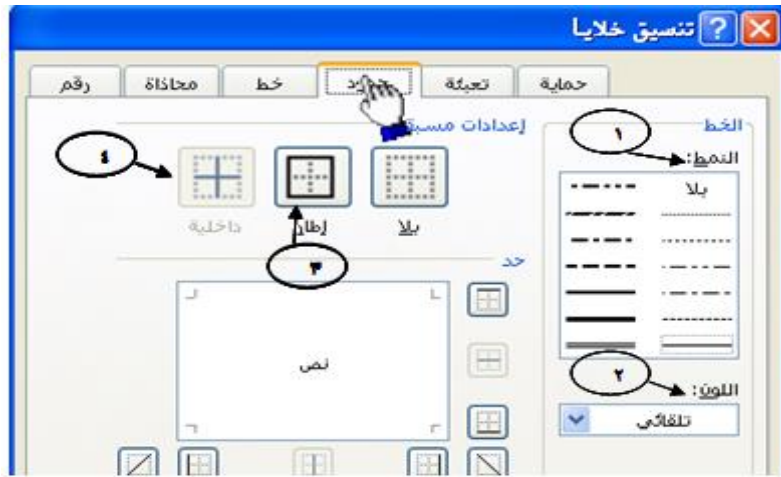 تنسيق خلايا
رقم
محاذاة
خط
تعبئة
حماية
الخط
١
النمط:
بلا
إعدادات مسبقة
٤
بلا
إطار
داخلية
٣
حد
نص
٢
اللون:
تلقائي